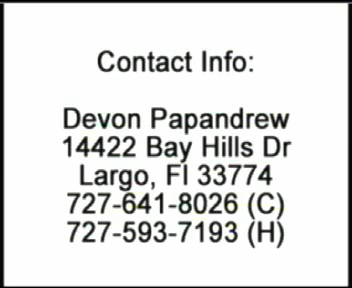 Contact Info:
Devon Papandrew
14422 Bay Hills Dr
Largo, Fl 33774
727-641-8026 (C)
727-593-7193 (H)